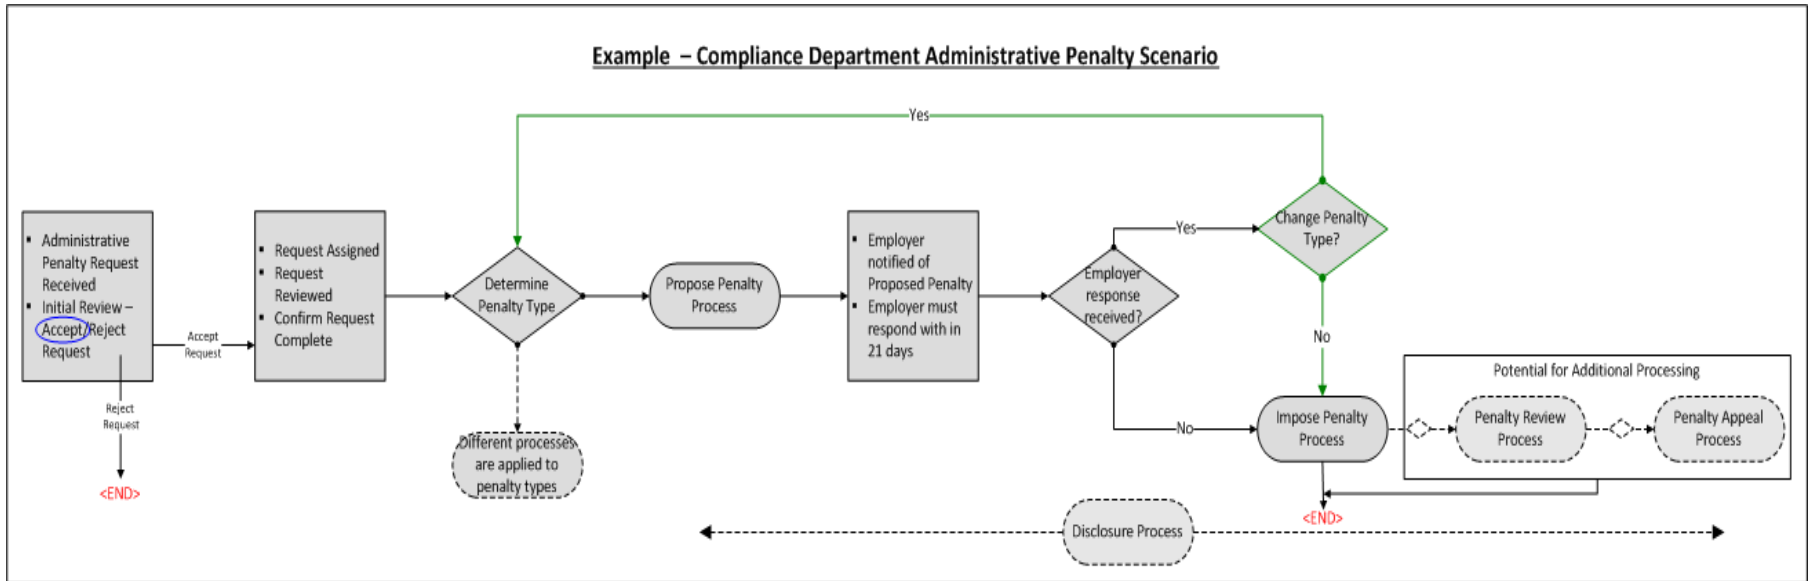 Example – Compliance Department Administrative Penalty Scenario
Yes
▪ Administrative
Penalty Request
Received
▪ Initial Review –
Accept/Reject
Request
Accept
Request
Reject
Request
<END>
▪ Request Assigned
▪ Request
Reviewed
▪ Confirm Request
Complete
Determine
Penalty Type
Different processes
are applied to
penalty types
Propose Penalty
Process
▪ Employer
notified of
Proposed Penalty
▪ Employer must
respond with in
21 days
Employer
response
received?
Yes
No
Change Penalty
Type?
No
Impose Penalty
Process
<END>
Potential for Additional Processing
Penalty Review
Process
Penalty Appeal
Process
Disclosure Process